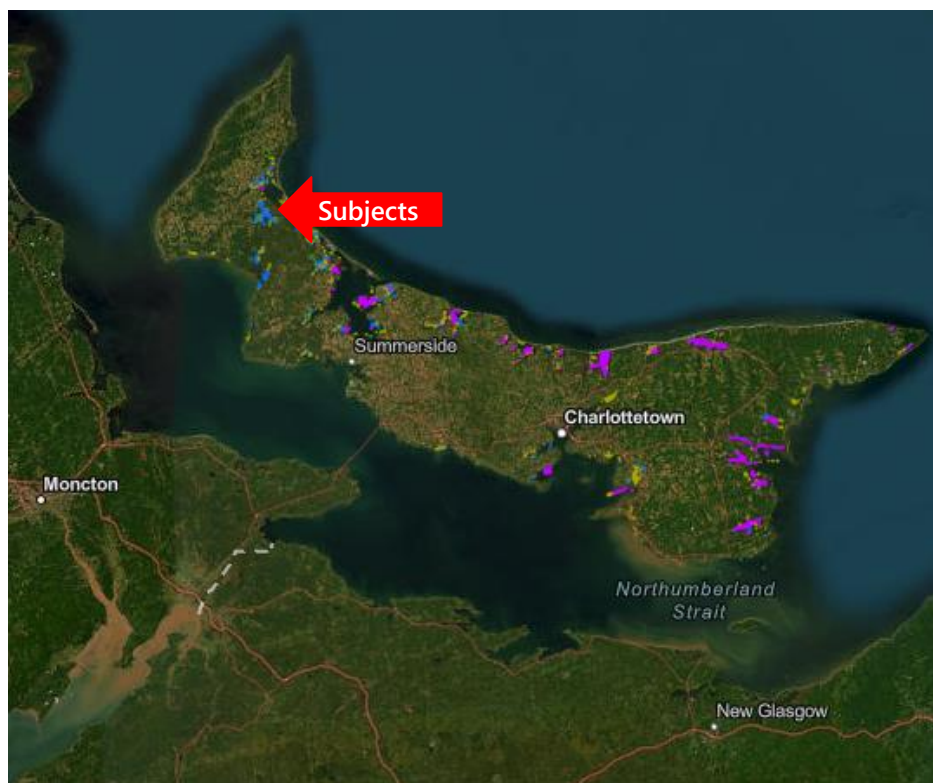 Subjects
Summerside
Charlottetown
Moncton
Northumberland
Strait
New Glasgow